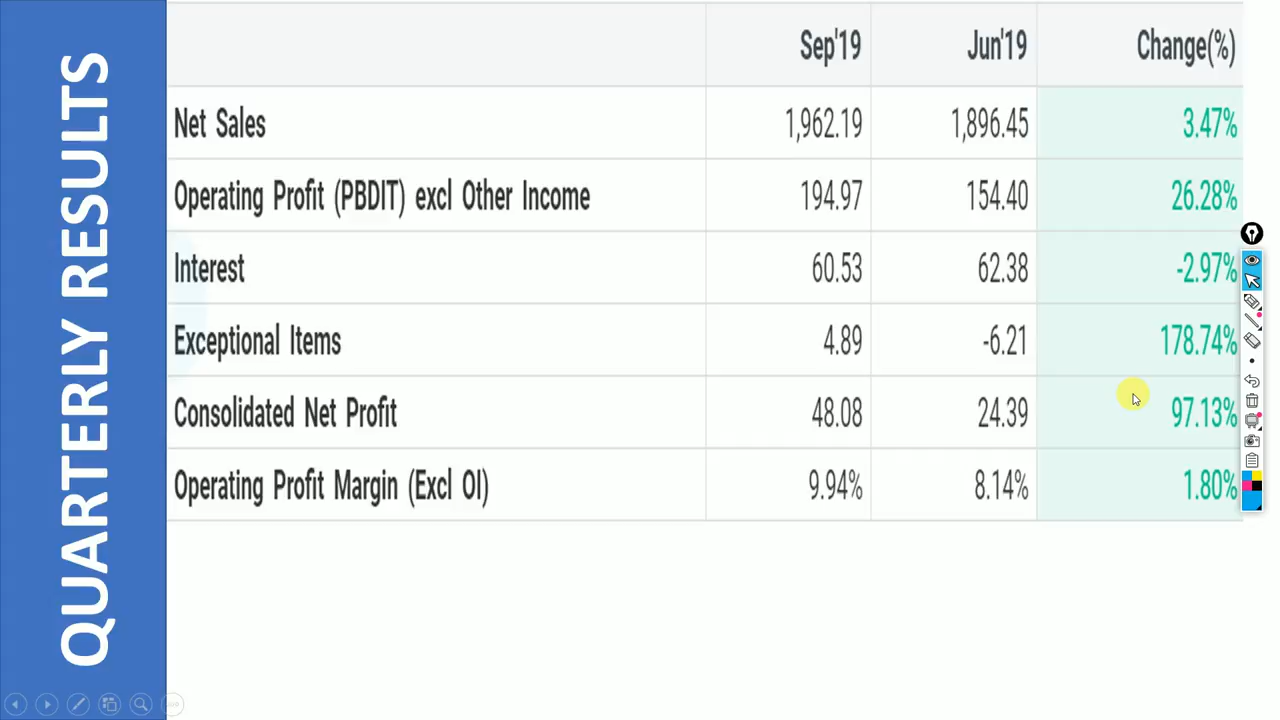 QUARTERLY RESULTS
Sep'19 Jun'19 Change(%)
Net Sales 1,962.19 1,896.45 3.47%
Operating Profit (PBDIT) excl Other Income 194.97 154.40 26.28%
Interest 60.53 62.38 -2.97%
Exceptional Items 4.89 -6.21 178.74%
Consolidated Net Profit 48.08 24.39 97.13%
Operating Profit Margin (Excl OI) 9.94% 8.14% 1.80%